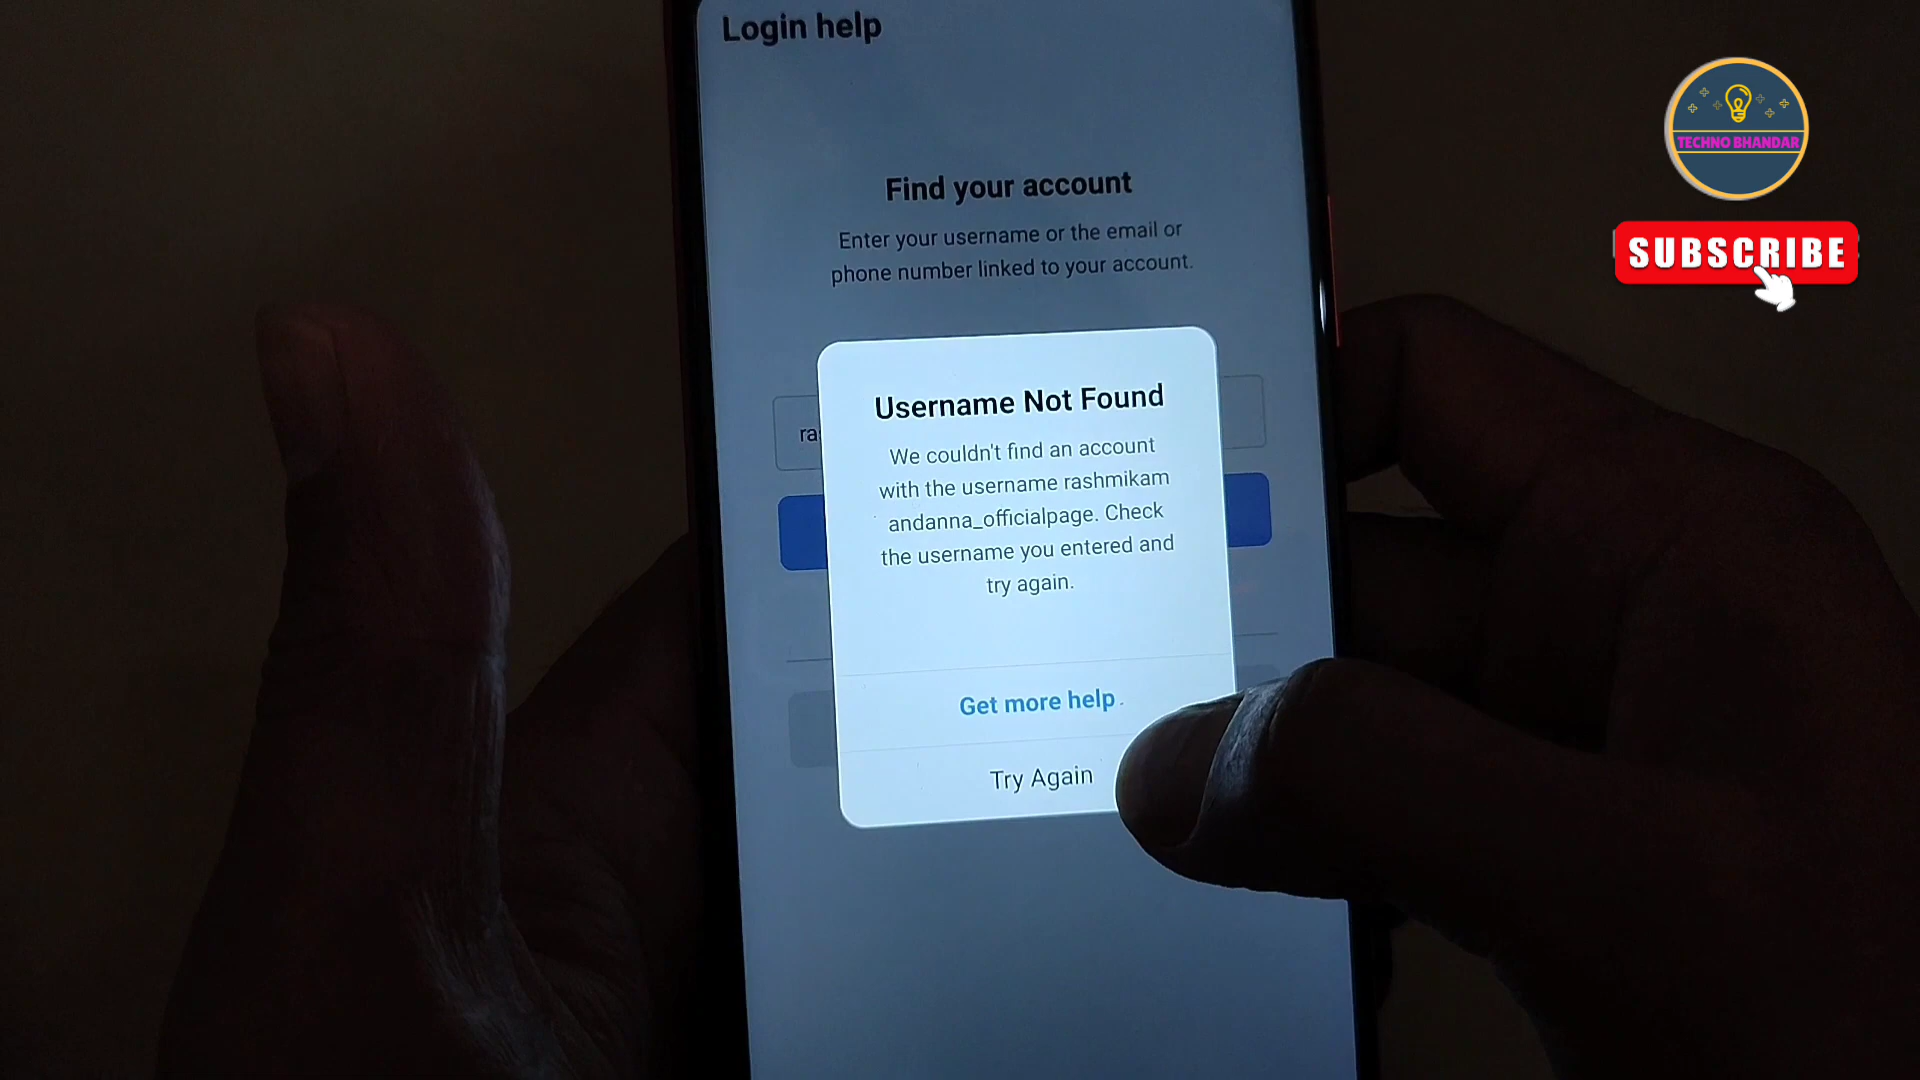 Login help
TECHNO BHANDAR
SUBSCRIBE
Find your account
Enter your username or the email or
phone number linked to your account.
ra
Username Not Found
We couldn't find an account
with the username rashmikam
andanna_officialpage. Check
the username you entered and
try again.
Get more help
Try Again